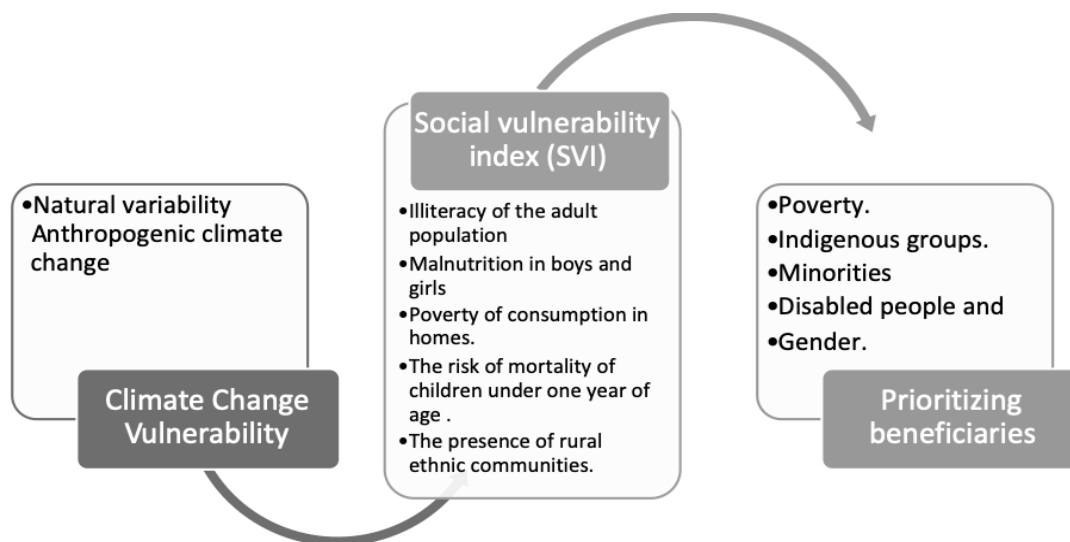 •Natural variability
Anthropogenic climate
change
Climate Change
Vulnerability
Social vulnerability
index (SVI)
•Illiteracy of the adult
population
•Malnutrition in boys and
girls
•Poverty of consumption in
homes.
•The risk of mortality of
children under one year of
age .
•The presence of rural
ethnic communities.
•Poverty.
•Indigenous groups.
•Minorities
•Disabled people and
•Gender.
Prioritizing
beneficiaries